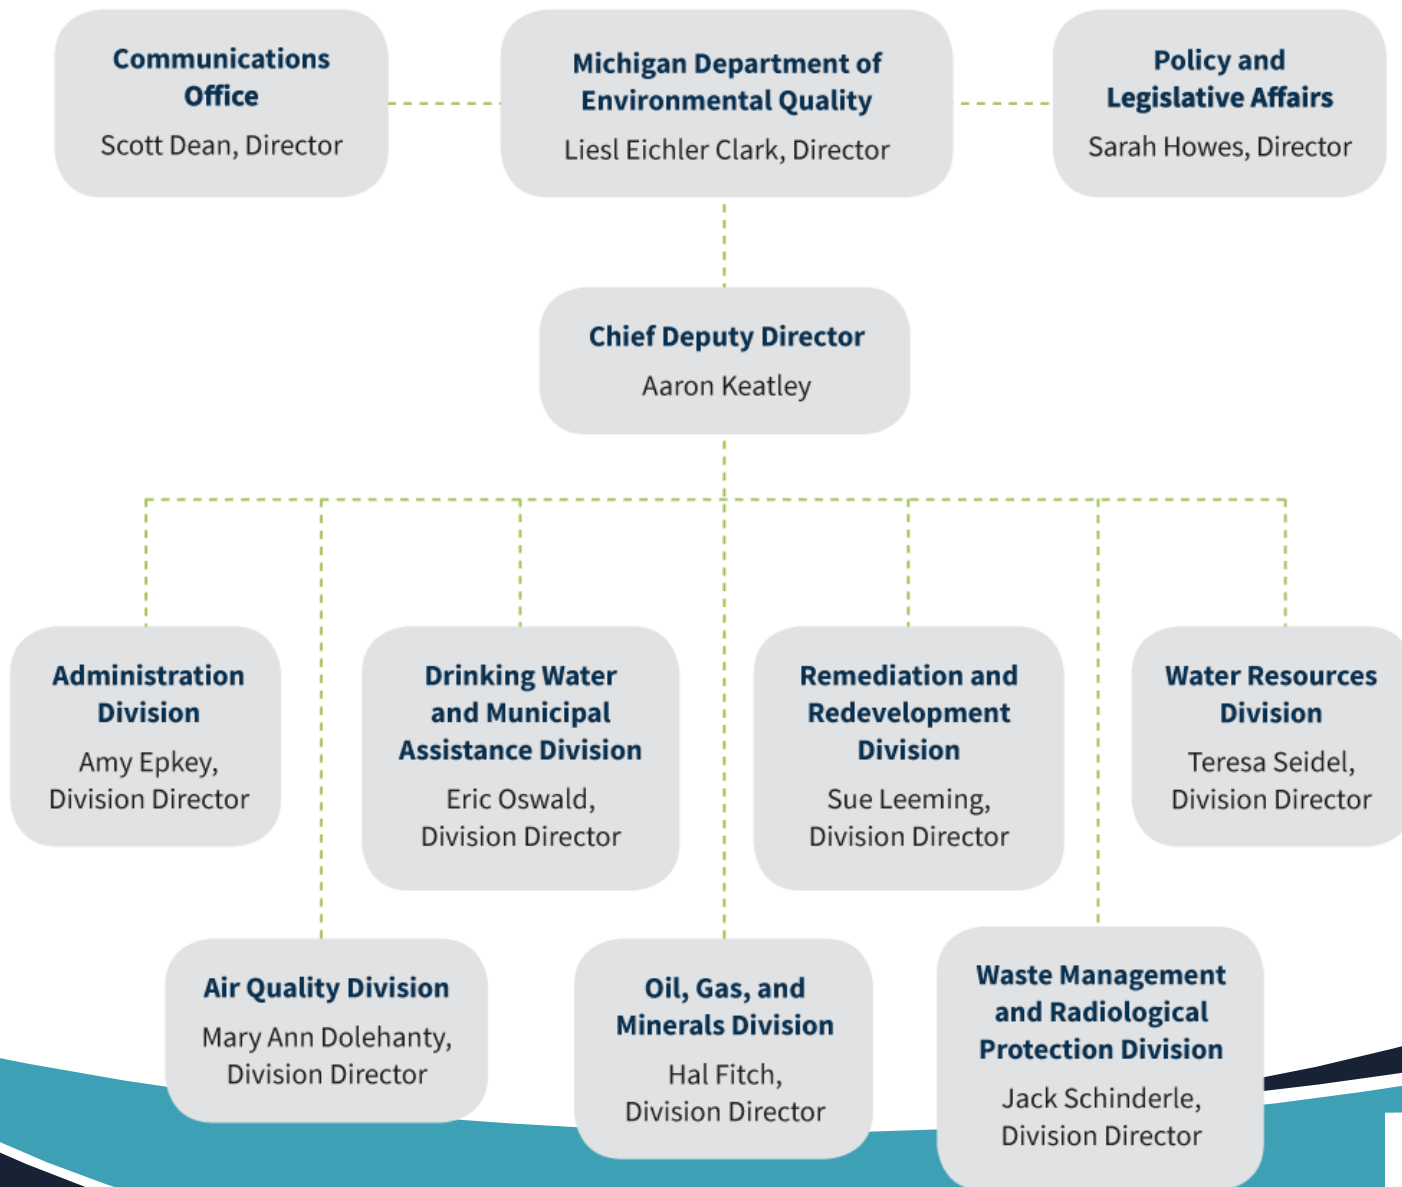 Communications
Office
Scott Dean, Director
Michigan Department of
Environmental Quality
Liesl Eichler Clark, Director
Policy and
Legislative Affairs
Sarah Howes, Director
Chief Deputy Director
Aaron Keatley
Administration
Division
Amy Epkey,
Division Director
Drinking Water
and Municipal
Assistance Division
Eric Oswald,
Division Director
Remediation and
Redevelopment
Division
Sue Leeming,
Division Director
Water Resources
Division
Teresa Seidel,
Division Director
Air Quality Division
Mary Ann Dolehanty,
Division Director
Oil, Gas, and
Minerals Division
Hal Fitch,
Division Director
Waste Management
and Radiological
Protection Division
Jack Schinderle,
Division Director